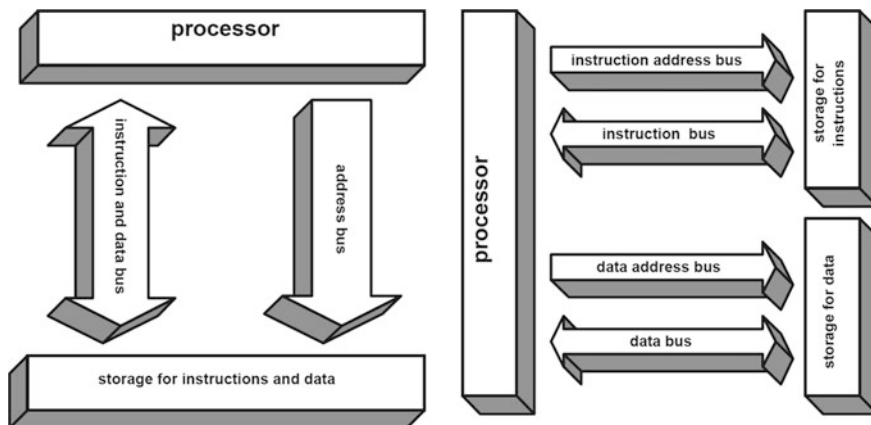 processor
instruction and data bus
address bus
storage for instructions and data
processor
instruction address bus
instruction bus
storage for
instructions
data address bus
data bus
storage for data